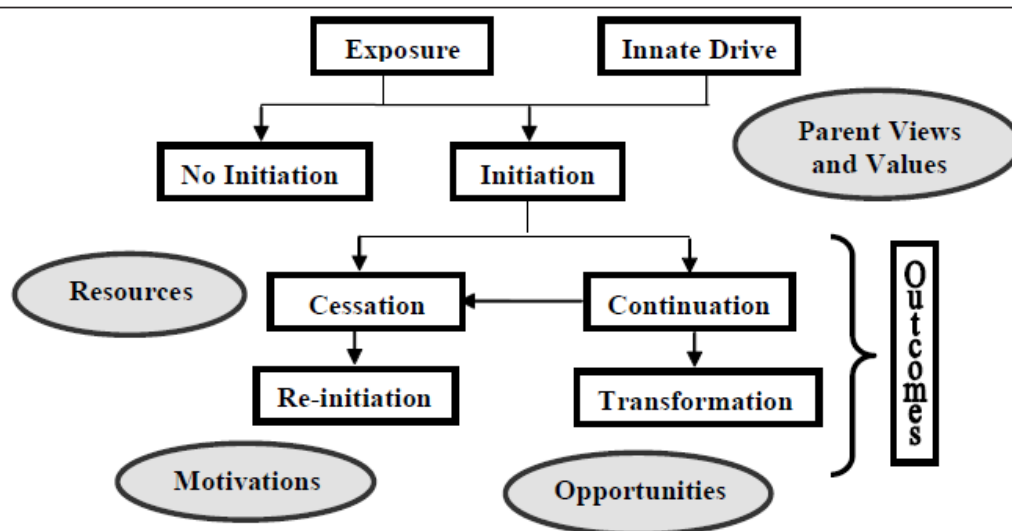 Exposure
Innate Drive
Parent Views
and Values
No Initiation
Initiation
Resources
Cessation
Continuation
Outcomes
Re-initiation
Transformation
Motivations
Opportunities